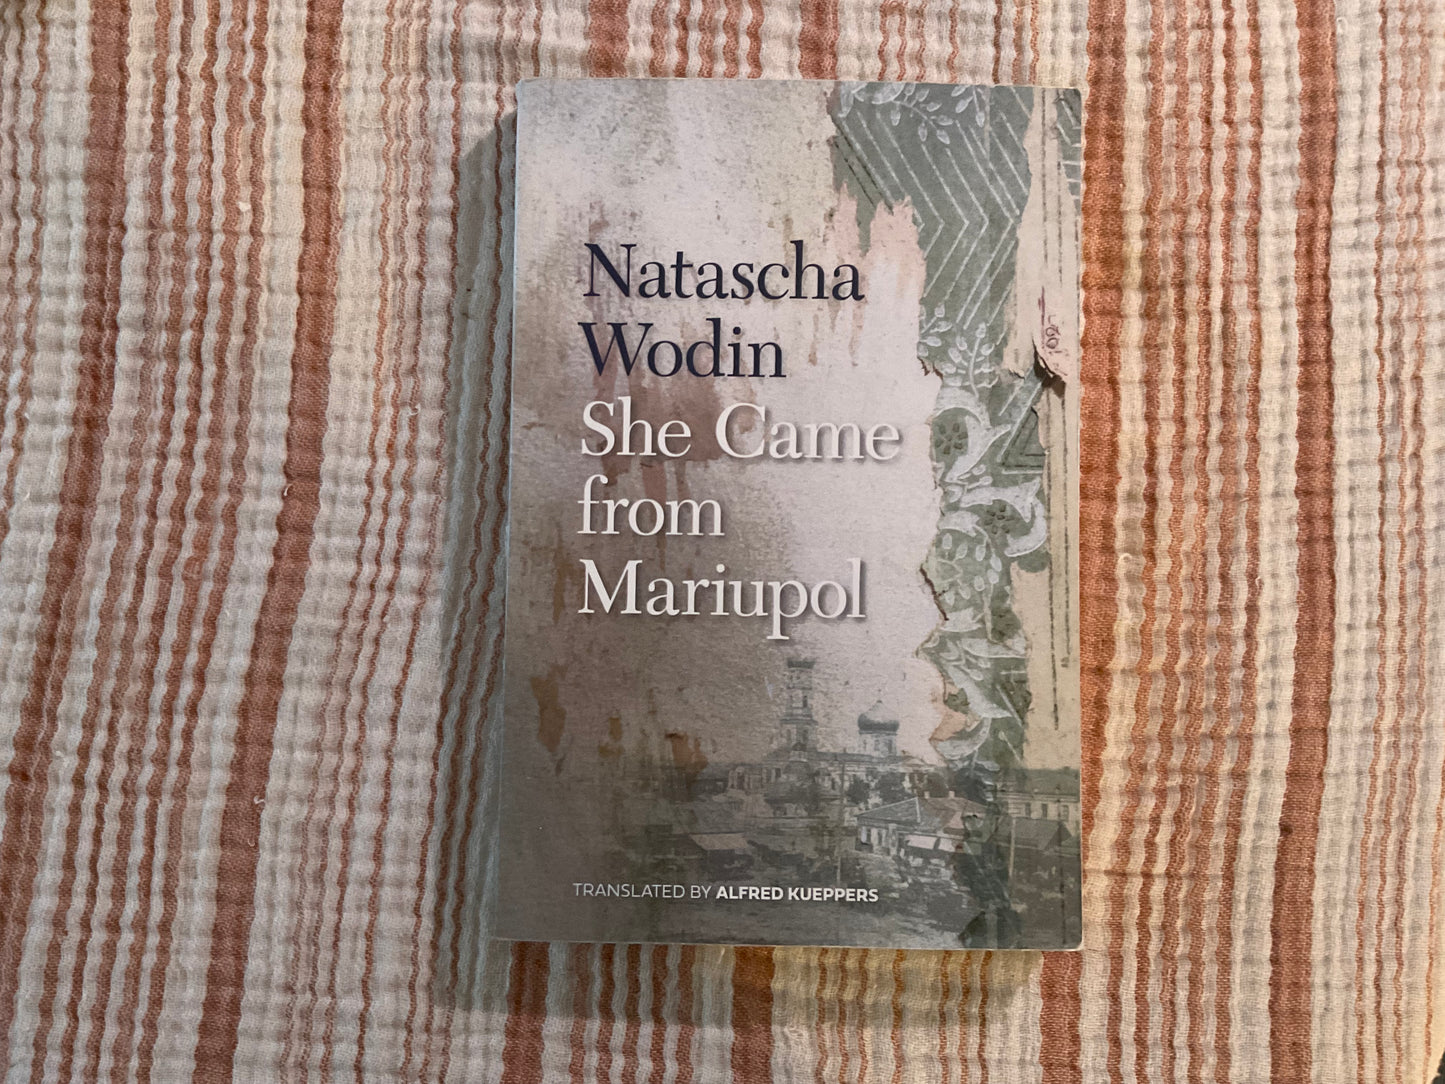 Natascha
Wodin
She Came
from
Mariupol
TRANSLATED BY ALFRED KUEPPERS